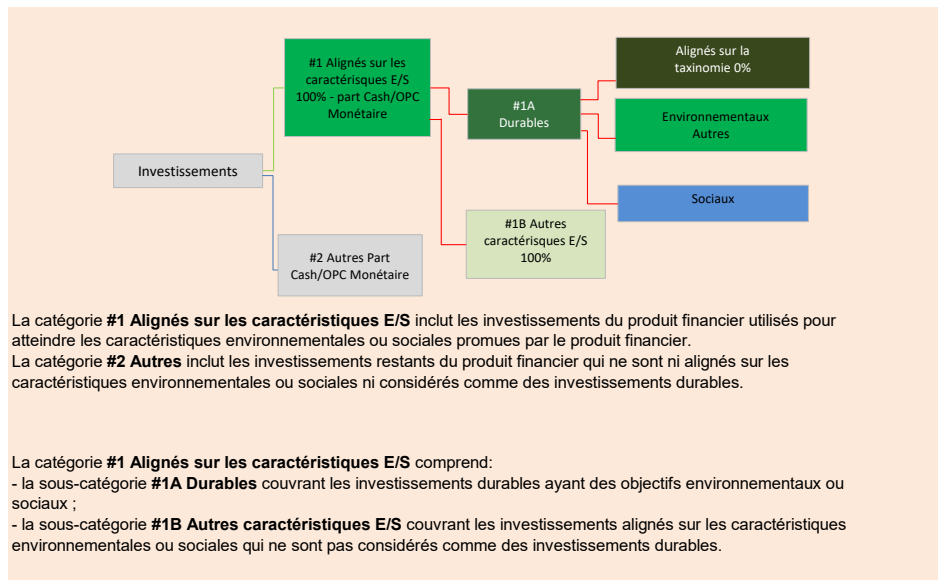 #1 Alignés sur les
caractérisques E/S
100% - part Cash/OPC
Monétaire
Alignés sur la
taxinomie 0%
#1A
Durables
Environnementaux
Autres
Investissements
Sociaux
#1B Autres
caractérisques E/S
100%
#2 Autres Part
Cash/OPC Monétaire
La catégorie #1 Alignés sur les caractéristiques E/S inclut les investissements du produit financier utilisés pour
atteindre les caractéristiques environnementales ou sociales promues par le produit financier.
La catégorie #2 Autres inclut les investissements restants du produit financier qui ne sont ni alignés sur les
caractéristiques environnementales ou sociales ni considérés comme des investissements durables.
La catégorie #1 Alignés sur les caractéristiques E/S comprend:
- la sous-catégorie #1A Durables couvrant les investissements durables ayant des objectifs environnementaux ou
sociaux ;
- la sous-catégorie #1B Autres caractéristiques E/S couvrant les investissements alignés sur les caractéristiques
environnementales ou sociales qui ne sont pas considérés comme des investissements durables.